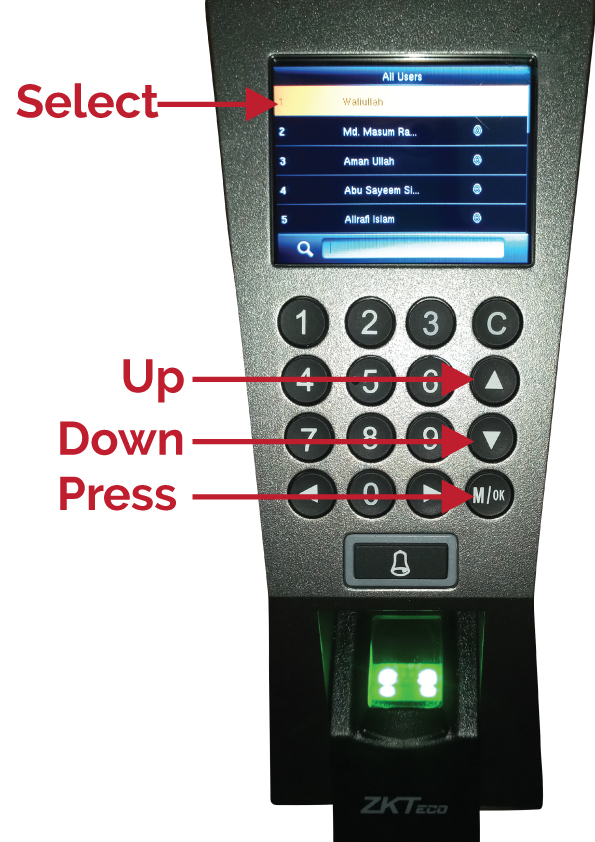 All Users
Select
1 Waliullah
2 Md. Masum Ra...
3 Aman Ullah
4 Abu Sayeem Si...
5 Allrafi Islam
1 2 3 C
Up
4 5 6
Down
7 8 9
Press
0 M/OK
ZKTECO